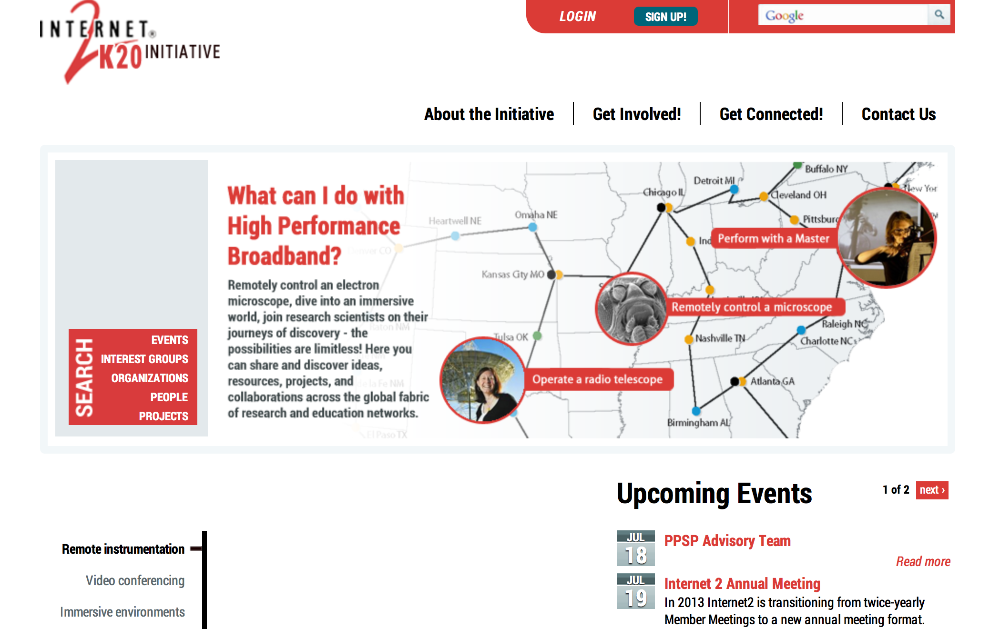 INTERNET®
2
K20 INITIATIVE
LOGIN
SIGN UP!
Google
About the Initiative
Get Involved!
Get Connected!
Contact Us
SEARCH
EVENTS
INTEREST GROUPS
ORGANIZATIONS
PEOPLE
PROJECTS
What can I do with
High Performance
Broadband?
Remotely control an electron
microscope, dive into an immersive
world, join research scientists on their
journeys of discovery - the
possibilities are limitless! Here you
can share and discover ideas,
resources, projects, and
collaborations across the global fabric
of research and education networks.
Buffalo NY
Detroit MI
Chicago IL
Cleveland OH
New Yor
Omaha NE
Heartwell NE
Pittsburg
Perform with a Master
Ind
Denver CO
Kansas City MO
Remotely control a microscope
Raton NM
Raleigh NC
Tulsa OK
Nashville TN
Charlotte NC
Operate a radio telescope
de la Fe NM
Atlanta GA
Birmingham AL
El Paso TX
Upcoming Events
1 of 2
next ›
JUL
18
PPSP Advisory Team
Read more
JUL
19
Internet 2 Annual Meeting
In 2013 Internet2 is transitioning from twice-yearly
Member Meetings to a new annual meeting format.
Remote instrumentation
Video conferencing
Immersive environments